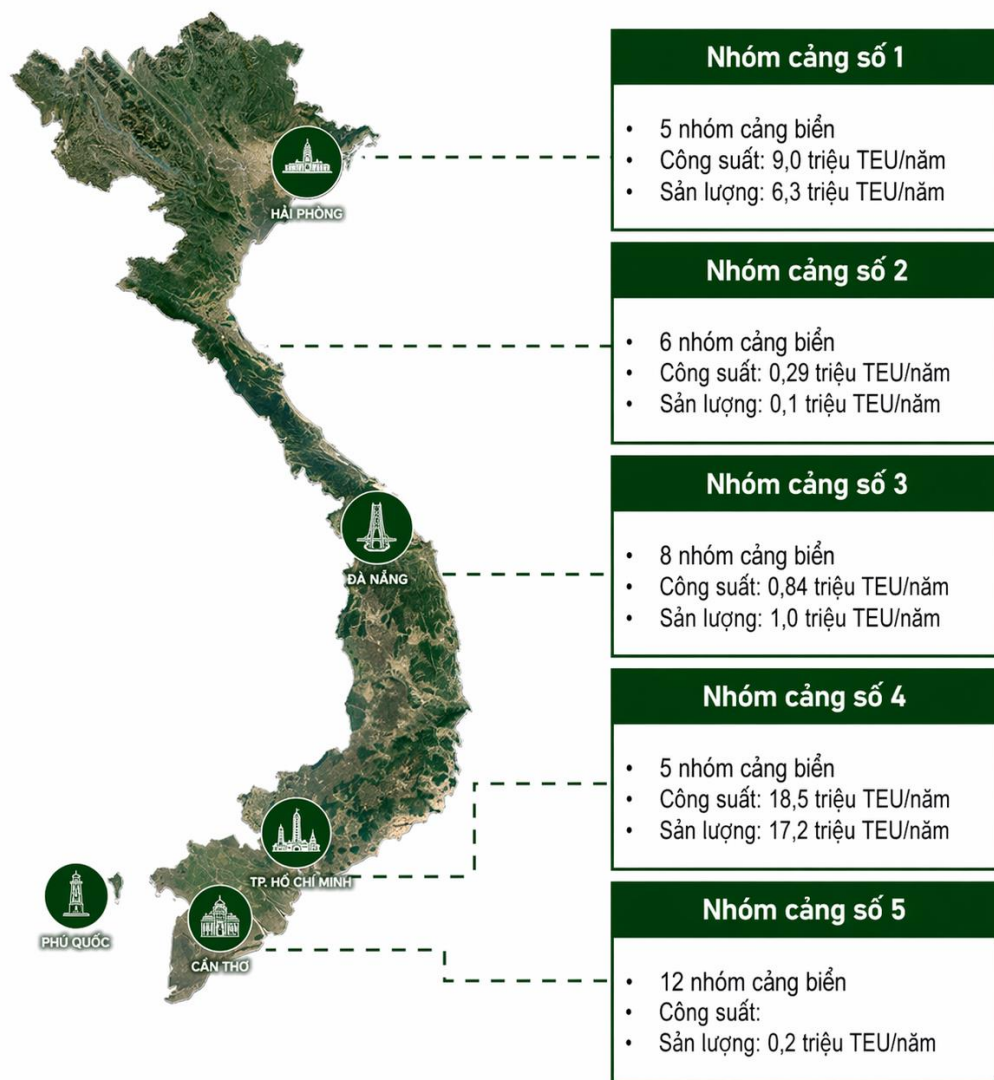 Nhóm cảng số 1
• 5 nhóm cảng biển
• Công suất: 9,0 triệu TEU/năm
• Sản lượng: 6,3 triệu TEU/năm
HẢI PHÒNG
Nhóm cảng số 2
• 6 nhóm cảng biển
• Công suất: 0,29 triệu TEU/năm
• Sản lượng: 0,1 triệu TEU/năm
Nhóm cảng số 3
• 8 nhóm cảng biển
• Công suất: 0,84 triệu TEU/năm
• Sản lượng: 1,0 triệu TEU/năm
ĐÀ NẴNG
Nhóm cảng số 4
• 5 nhóm cảng biển
• Công suất: 18,5 triệu TEU/năm
• Sản lượng: 17,2 triệu TEU/năm
TP. HỒ CHÍ MINH
Nhóm cảng số 5
• 12 nhóm cảng biển
• Công suất:
• Sản lượng: 0,2 triệu TEU/năm
PHÚ QUỐC
CẦN THƠ